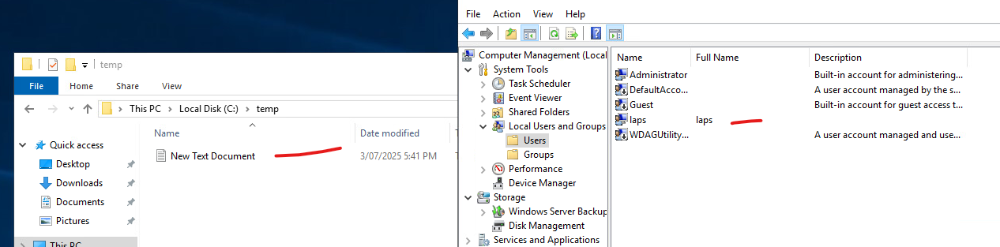 temp
File Home Share View
This PC Local Disk (C:) temp
Name Date modified
Quick access
Desktop
Downloads
Documents
Pictures
This PC
New Text Document 3/07/2025 5:41 PM
File Action View Help
Computer Management (Local
System Tools
Task Scheduler
Event Viewer
Shared Folders
Local Users and Groups
Users
Groups
Performance
Device Manager
Storage
Windows Server Backup
Disk Management
Services and Applications
Name Full Name Description
Administrator Built-in account for administering...
DefaultAcco... A user account managed by the s...
Guest Built-in account for guest access t...
laps laps
WDAGUtility... A user account managed and use...